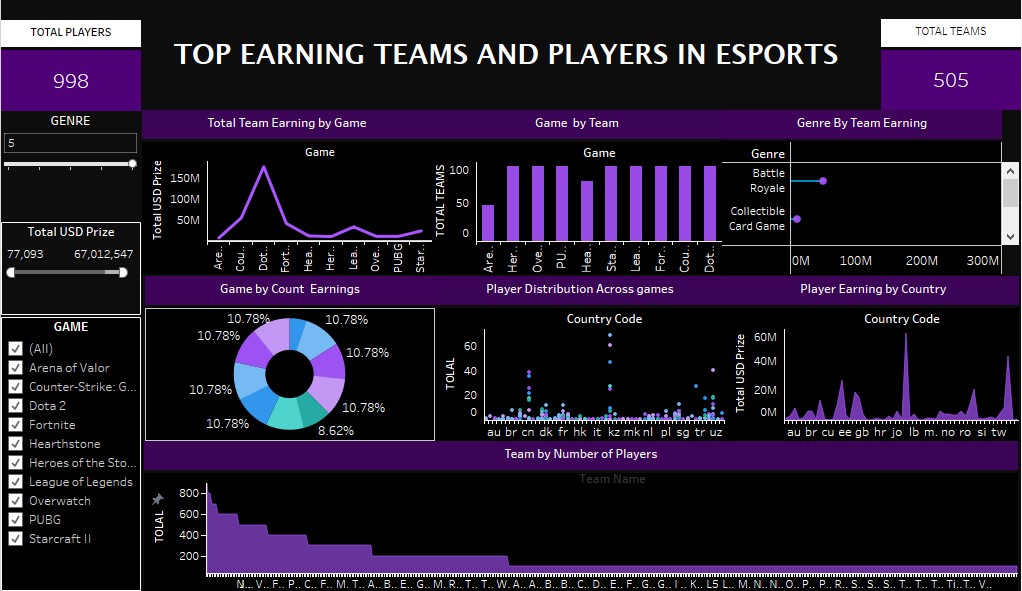 TOTAL PLAYERS
998
TOP EARNING TEAMS AND PLAYERS IN ESPORTS
TOTAL TEAMS
505
GENRE
5
Total USD Prize
77,093 67,012,547
GAME
(All)
Arena of Valor
Counter-Strike: G...
Dota 2
Fortnite
Hearthstone
Heroes of the Sto...
League of Legends
Overwatch
PUBG
Starcraft II
Total Team Earning by Game
Game
Total USD Prize
150M
100M
50M
Are.. Cou.. Dot.. Fort.. Hea.. Her.. Lea.. Ove.. PUBG Star..
Game by Team
Game
TOTAL TEAMS
100
50
0
Are.. Her.. Ove.. PU.. Hea.. Sta.. Lea.. For.. Cou.. Dot..
Genre By Team Earning
Genre
Battle
Royale
Collectible
Card Game
0M 100M 200M 300M
Game by Count Earnings
10.78% 10.78%
10.78% 10.78%
10.78% 10.78%
10.78% 8.62%
Player Distribution Across games
Country Code
TOLAL
60
40
20
0
au br cn dk fr hk it kz mk nl pl sg tr uz
Player Earning by Country
Country Code
Total USD Prize
60M
40M
20M
0M
au br cu ee gb hr jo lb m. no ro si tw
Team by Number of Players
Team Name
TOLAL
800
600
400
200
N.. V.. F.. P.. C.. F.. M.. T.. A.. B.. E.. G.. M.. R.. T.. T.. W.. A.. A.. B.. B.. C.. D.. E.. F.. G.. G.. I .. K.. L5 L.. M.. N.. N.. O.. P.. P.. R.. S.. S.. S.. T.. T.. T.. Ti.. T.. V..